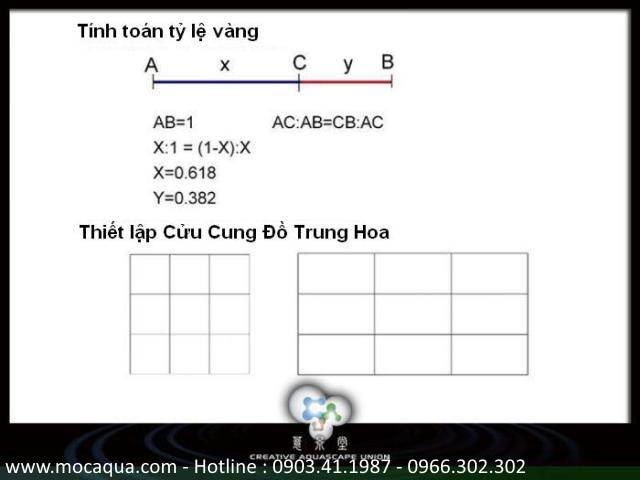 Tính toán tỷ lệ vàng
A x C y B
AB=1 AC:AB=CB:AC
X:1 = (1-X):X
X=0.618
Y=0.382
Thiết lập Cửu Cung Đồ Trung Hoa
CREATIVE AQUASCAPE UNION
www.mocaqua.com - Hotline : 0903.41.1987 - 0966.302.302